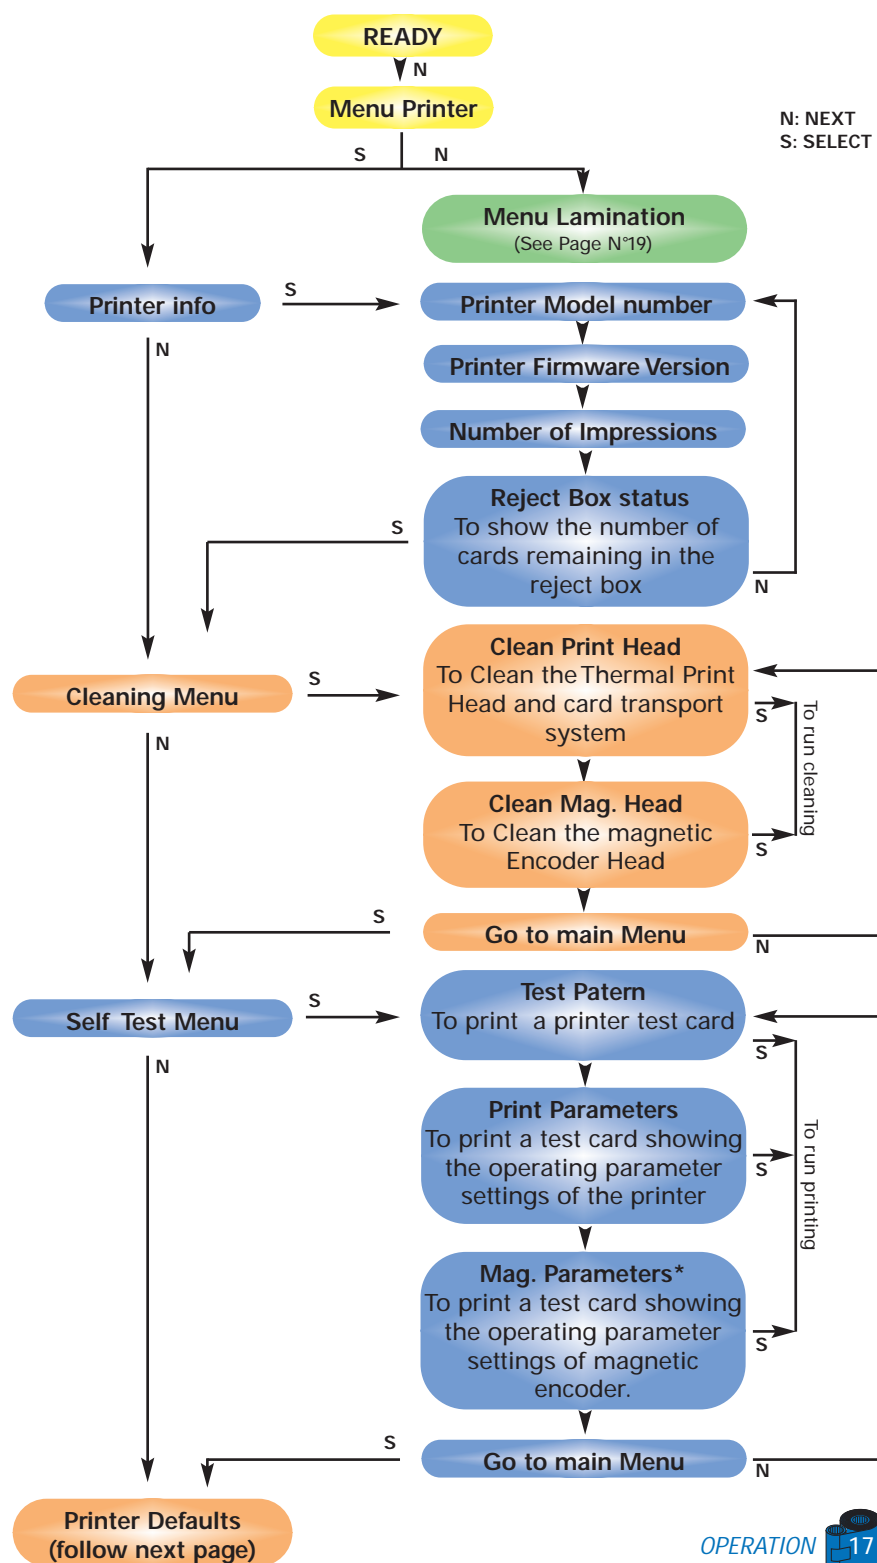 READY
N
Menu Printer
N: NEXT
S: SELECT
S N
Menu Lamination
(See Page N°19)
Printer info
S
Printer Model number
N
Printer Firmware Version
Number of Impressions
Reject Box status
To show the number of
cards remaining in the
reject box
S
N
Clean Print Head
To Clean the Thermal Print
Head and card transport
system
Cleaning Menu
S
S
To run cleaning
N
Clean Mag. Head
To Clean the magnetic
Encoder Head
S
S
Go to main Menu
N
Test Patern
To print a printer test card
Self Test Menu
S
S
N
Print Parameters
To print a test card showing
the operating parameter
settings of the printer
S
To run printing
Mag. Parameters*
To print a test card showing
the operating parameter
settings of magnetic
encoder.
S
S
Go to main Menu
N
Printer Defaults
(follow next page)
OPERATION 17